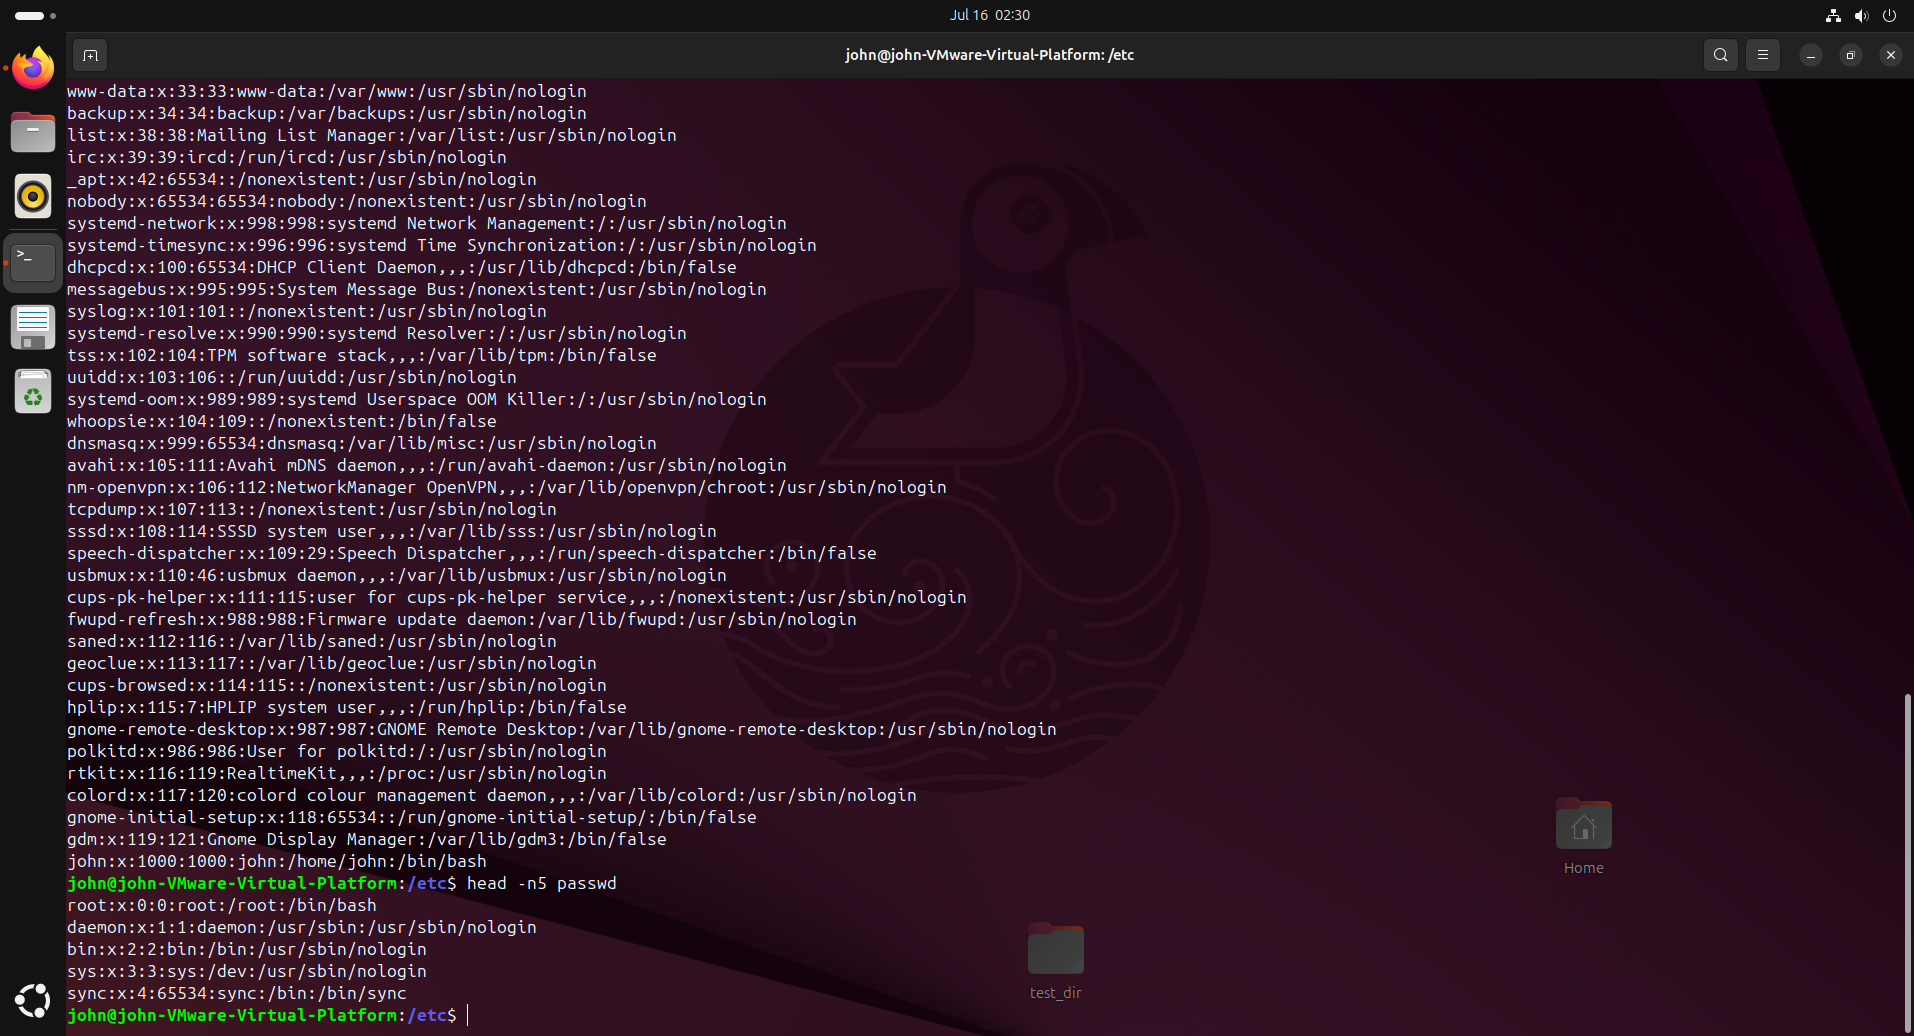 Jul 16 02:30
john@john-VMware-Virtual-Platform: /etc
www-data:x:33:33:www-data:/var/www:/usr/sbin/nologin
backup:x:34:34:backup:/var/backups:/usr/sbin/nologin
list:x:38:38:Mailing List Manager:/var/list:/usr/sbin/nologin
irc:x:39:39:ircd:/run/ircd:/usr/sbin/nologin
_apt:x:42:65534::/nonexistent:/usr/sbin/nologin
nobody:x:65534:65534:nobody:/nonexistent:/usr/sbin/nologin
systemd-network:x:998:998:systemd Network Management:/:/usr/sbin/nologin
systemd-timesync:x:996:996:systemd Time Synchronization:/:/usr/sbin/nologin
dhcpcd:x:100:65534:DHCP Client Daemon,,,:/usr/lib/dhcpcd:/bin/false
messagebus:x:995:995:System Message Bus:/nonexistent:/usr/sbin/nologin
syslog:x:101:101::/nonexistent:/usr/sbin/nologin
systemd-resolve:x:990:990:systemd Resolver:/:/usr/sbin/nologin
tss:x:102:104:TPM software stack,,,:/var/lib/tpm:/bin/false
uuidd:x:103:106::/run/uuidd:/usr/sbin/nologin
systemd-oom:x:989:989:systemd Userspace OOM Killer:/:/usr/sbin/nologin
whoopsie:x:104:109::/nonexistent:/bin/false
dnsmasq:x:999:65534:dnsmasq:/var/lib/misc:/usr/sbin/nologin
avahi:x:105:111:Avahi mDNS daemon,,,:/run/avahi-daemon:/usr/sbin/nologin
nm-openvpn:x:106:112:NetworkManager OpenVPN,,,:/var/lib/openvpn/chroot:/usr/sbin/nologin
tcpdump:x:107:113::/nonexistent:/usr/sbin/nologin
sssd:x:108:114:SSSD system user,,,:/var/lib/sss:/usr/sbin/nologin
speech-dispatcher:x:109:29:Speech Dispatcher,,,:/run/speech-dispatcher:/bin/false
usbmux:x:110:46:usbmux daemon,,,:/var/lib/usbmux:/usr/sbin/nologin
cups-pk-helper:x:111:115:user for cups-pk-helper service,,,:/nonexistent:/usr/sbin/nologin
fwupd-refresh:x:988:988:Firmware update daemon:/var/lib/fwupd:/usr/sbin/nologin
saned:x:112:116::/var/lib/saned:/usr/sbin/nologin
geoclue:x:113:117::/var/lib/geoclue:/usr/sbin/nologin
cups-browsed:x:114:115::/nonexistent:/usr/sbin/nologin
hplip:x:115:7:HPLIP system user,,,:/run/hplip:/bin/false
gnome-remote-desktop:x:987:987:GNOME Remote Desktop:/var/lib/gnome-remote-desktop:/usr/sbin/nologin
polkitd:x:986:986:User for polkitd:/:/usr/sbin/nologin
rtkit:x:116:119:RealtimeKit,,,:/proc:/usr/sbin/nologin
colord:x:117:120:colord colour management daemon,,,:/var/lib/colord:/usr/sbin/nologin
gnome-initial-setup:x:118:65534::/run/gnome-initial-setup/:/bin/false
gdm:x:119:121:Gnome Display Manager:/var/lib/gdm3:/bin/false
john:x:1000:1000:john:/home/john:/bin/bash
john@john-VMware-Virtual-Platform:/etc$ head -n5 passwd
root:x:0:0:root:/root:/bin/bash
daemon:x:1:1:daemon:/usr/sbin:/usr/sbin/nologin
bin:x:2:2:bin:/bin:/usr/sbin/nologin
sys:x:3:3:sys:/dev:/usr/sbin/nologin
sync:x:4:65534:sync:/bin:/bin/sync
john@john-VMware-Virtual-Platform:/etc$
Home
test_dir